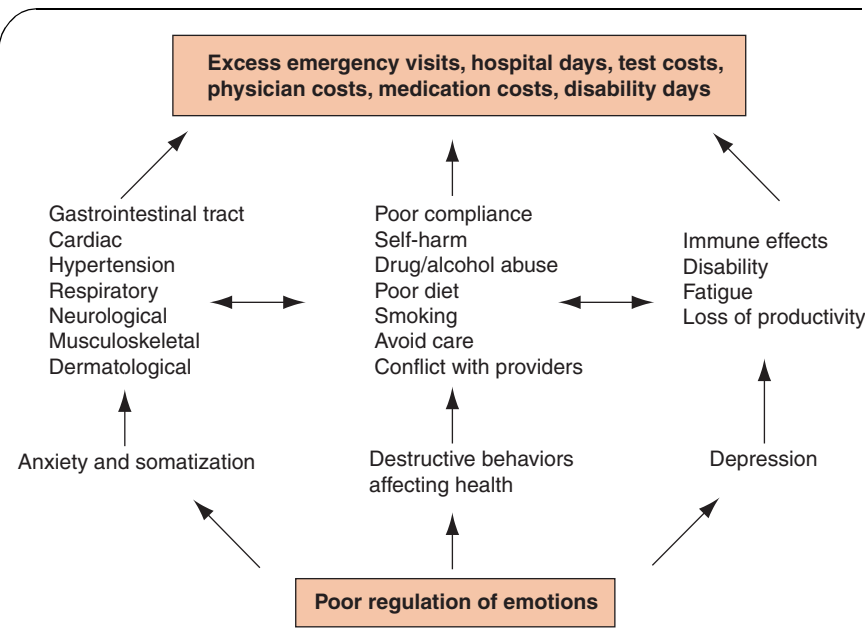 Excess emergency visits, hospital days, test costs,
physician costs, medication costs, disability days
Gastrointestinal tract
Cardiac
Hypertension
Respiratory
Neurological
Musculoskeletal
Dermatological
Poor compliance
Self-harm
Drug/alcohol abuse
Poor diet
Smoking
Avoid care
Conflict with providers
Immune effects
Disability
Fatigue
Loss of productivity
Anxiety and somatization
Destructive behaviors
affecting health
Depression
Poor regulation of emotions